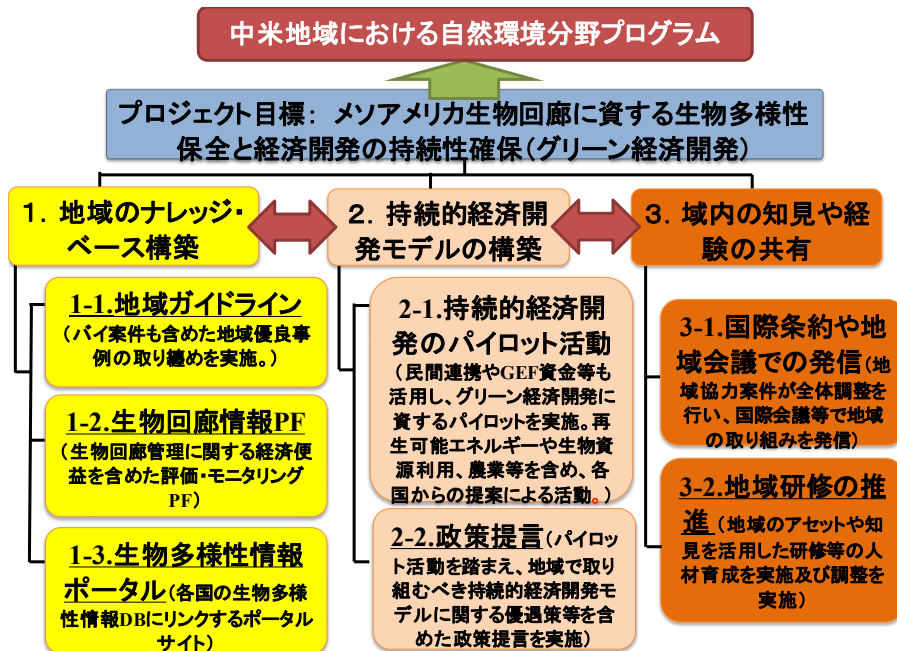 中米地域における自然環境分野プログラム
プロジェクト目標： メソアメリカ生物回廊に資する生物多様性
保全と経済開発の持続性確保（グリーン経済開発）
１．地域のナレッジ・
ベース構築
1-1.地域ガイドライン
（バイ案件も含めた地域優良事
例の取り纏めを実施。）
1-2.生物回廊情報PF
（生物回廊管理に関する経済便
益を含めた評価・モニタリング
PF）
1-3.生物多様性情報
ポータル（各国の生物多様
性情報DBにリンクするポータル
サイト）
２．持続的経済開
発モデルの構築
2-1.持続的経済開
発のパイロット活動
（民間連携やGEF資金等も
活用し、グリーン経済開発に
資するパイロットを実施。再
生可能エネルギーや生物資
源利用、農業等を含め、各
国からの提案による活動。）
2-2.政策提言（パイロッ
ト活動を踏まえ、地域で取り
組むべき持続的経済開発モ
デルに関する優遇策等を含
めた政策提言を実施）
３．域内の知見や経
験の共有
3-1.国際条約や地
域会議での発信（地
域協力案件が全体調整を
行い、国際会議等で地域
の取り組みを発信）
3-2.地域研修の推
進（地域のアセットや知
見を活用した研修等の人
材育成を実施及び調整を
実施）